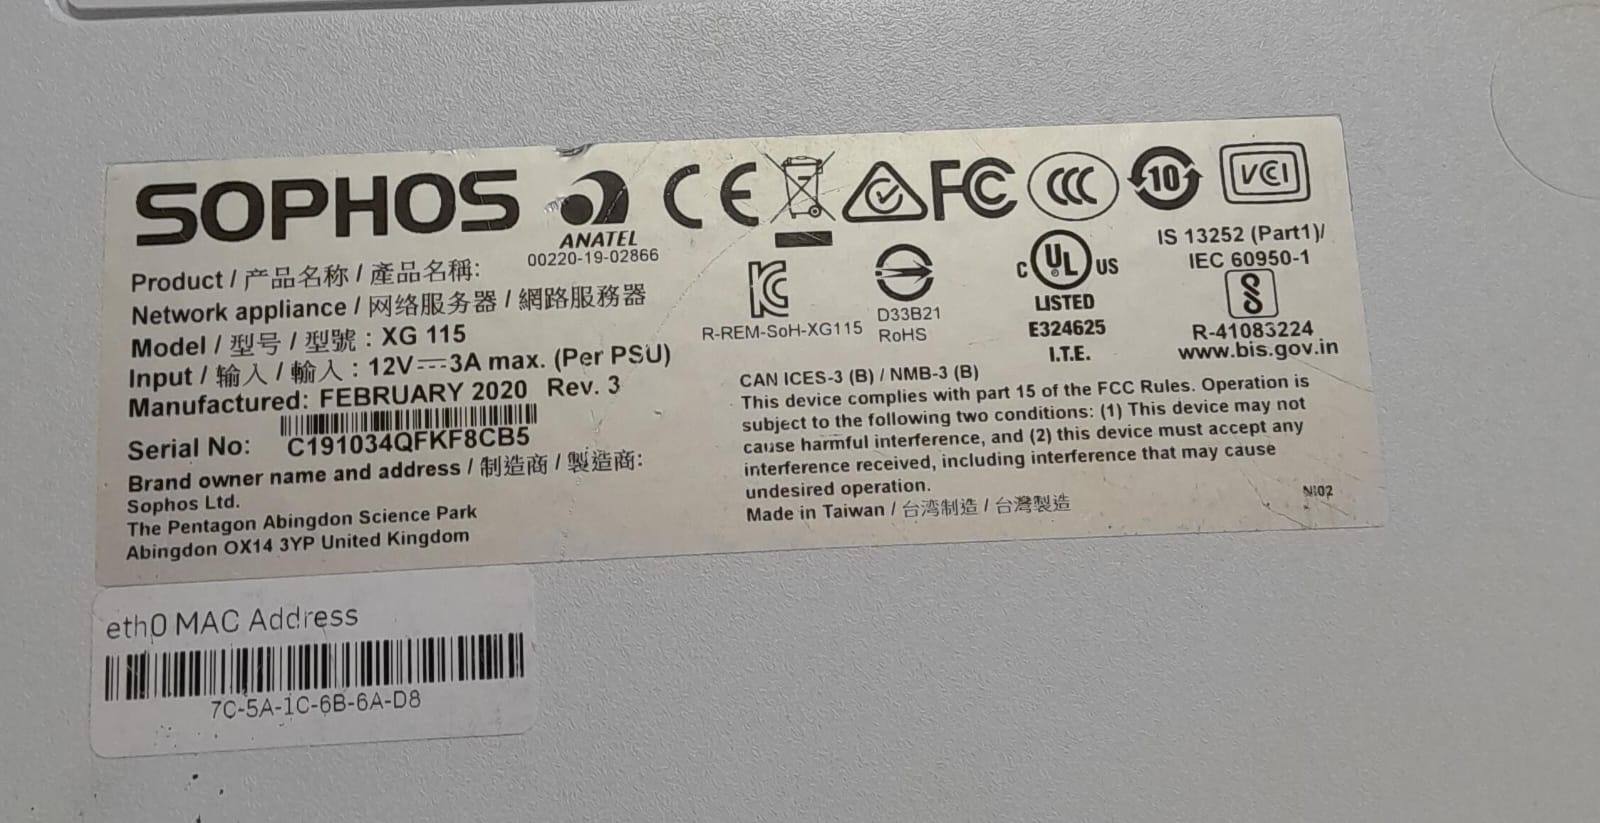 SOPHOS
ANATEL
00220-19-02866
CE
FC
CCC
10
VCI
Product / 产品名称 / 產品名稱:
Network appliance / 网络服务器 / 網路服務器
Model / 型号 / 型號 : XG 115
Input / 输入 / 輸入 : 12V⎓3A max. (Per PSU)
Manufactured: FEBRUARY 2020 Rev. 3
Serial No: C191034QFKF8CB5
Brand owner name and address / 制造商 / 製造商:
Sophos Ltd.
The Pentagon Abingdon Science Park
Abingdon OX14 3YP United Kingdom
R-REM-SoH-XG115
D33B21
RoHS
C UL US
LISTED
E324625
I.T.E.
IS 13252 (Part1)/
IEC 60950-1
R-41083224
www.bis.gov.in
CAN ICES-3 (B) / NMB-3 (B)
This device complies with part 15 of the FCC Rules. Operation is
subject to the following two conditions: (1) This device may not
cause harmful interference, and (2) this device must accept any
interference received, including interference that may cause
undesired operation.
Made in Taiwan / 台湾制造 / 台灣製造
NI02
eth0 MAC Address
7C-5A-1C-6B-6A-D8